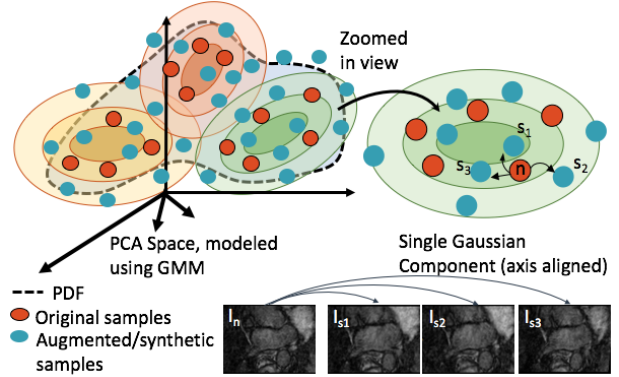 Zoomed
in view
s1
n
s2
s3
PCA Space, modeled
using GMM
Single Gaussian
Component (axis aligned)
PDF
Original samples
Augmented/synthetic
samples
In
Is1
Is2
Is3